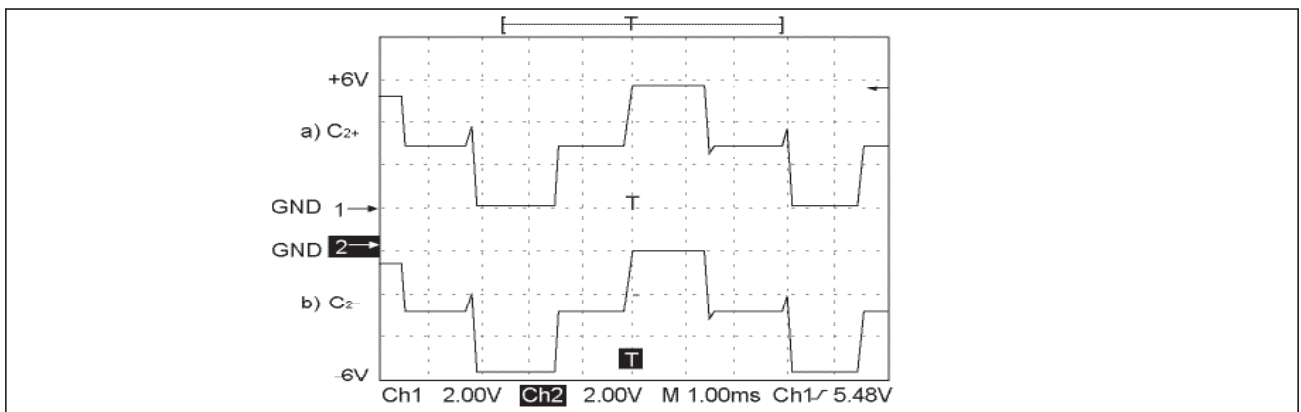 T
+6V
a) C2+
GND 1
T
GND 2
b) C2–
T
–6V
Ch1 2.00V Ch2 2.00V M 1.00ms Ch1 5.48V